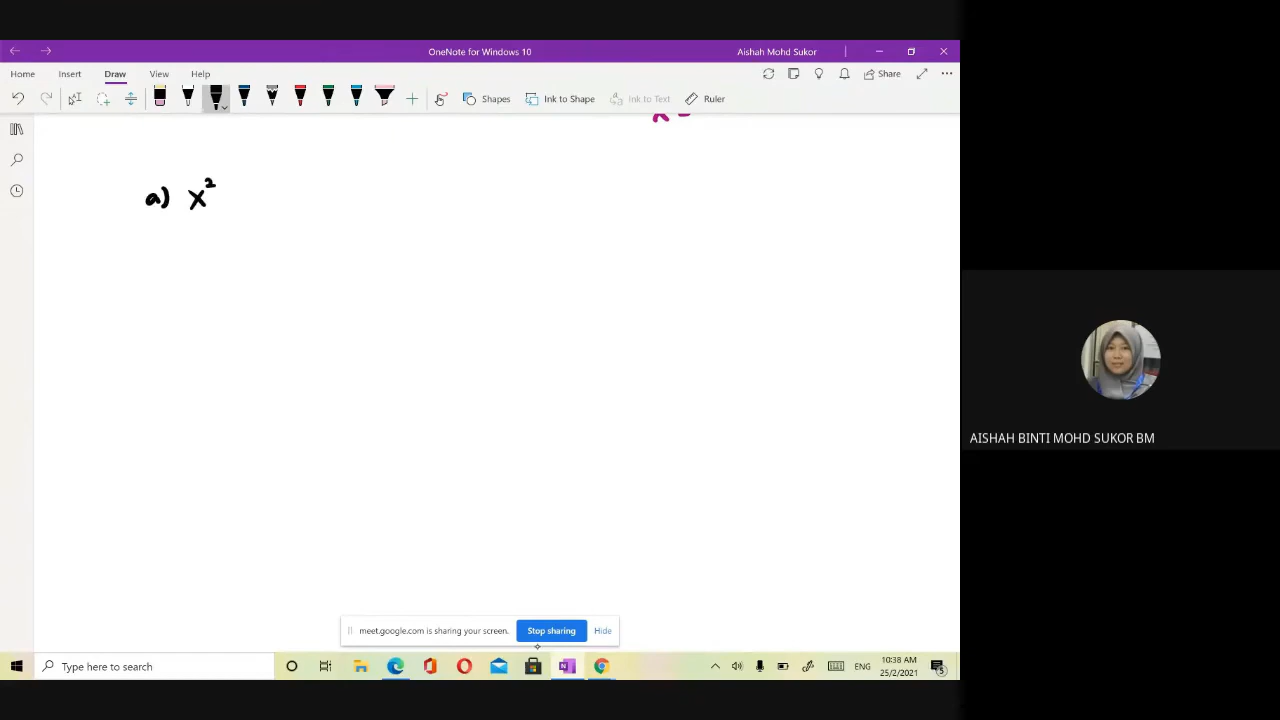 OneNote for Windows 10
Aishah Mohd Sukor
Home Insert Draw View Help
Share
Shapes Ink to Shape Ink to Text Ruler
a) x²
AISHAH BINTI MOHD SUKOR BM
meet.google.com is sharing your screen. Stop sharing Hide
Type here to search
ENG
10:38 AM
25/2/2021
5